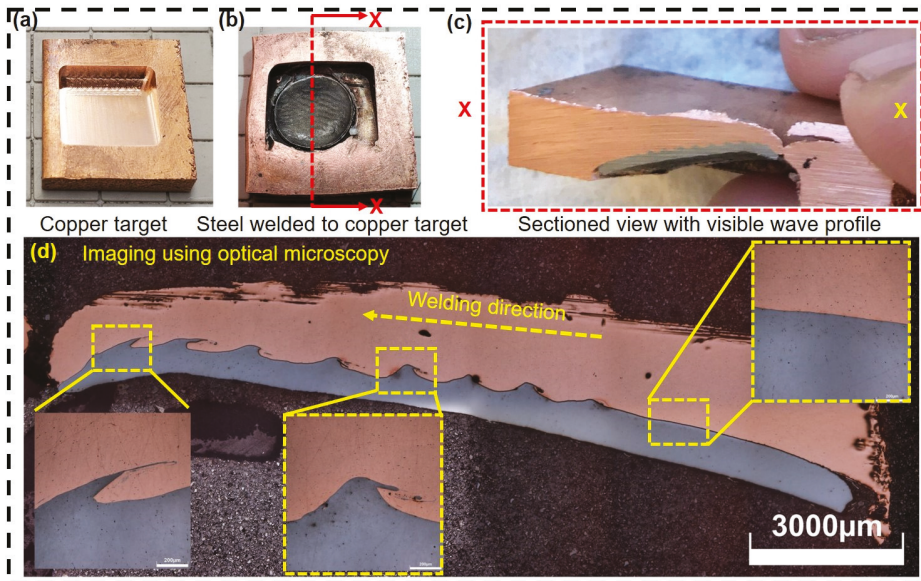 (a)
(b)
X
X
(c)
X
X
Copper target
Steel welded to copper target
Sectioned view with visible wave profile
(d)
Imaging using optical microscopy
Welding direction
200μm
3000μm